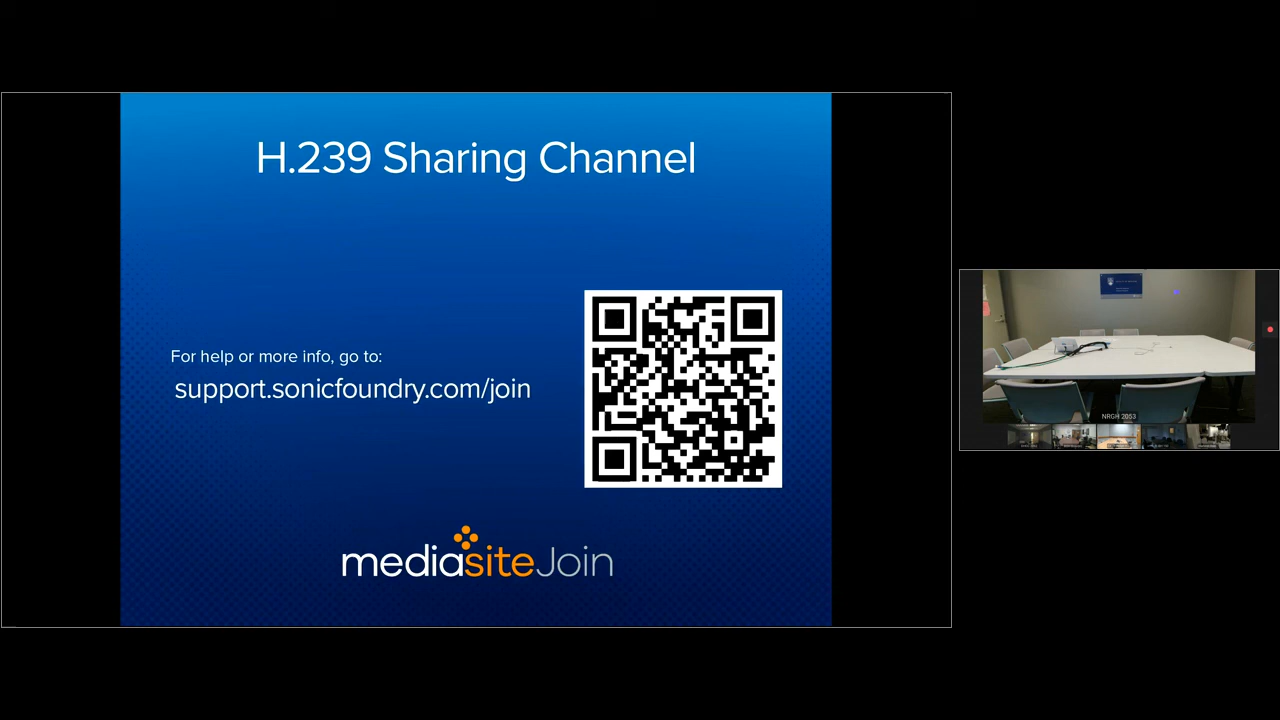 H.239 Sharing Channel
For help or more info, go to:
support.sonicfoundry.com/join
mediasiteJoin
NRGH 2053